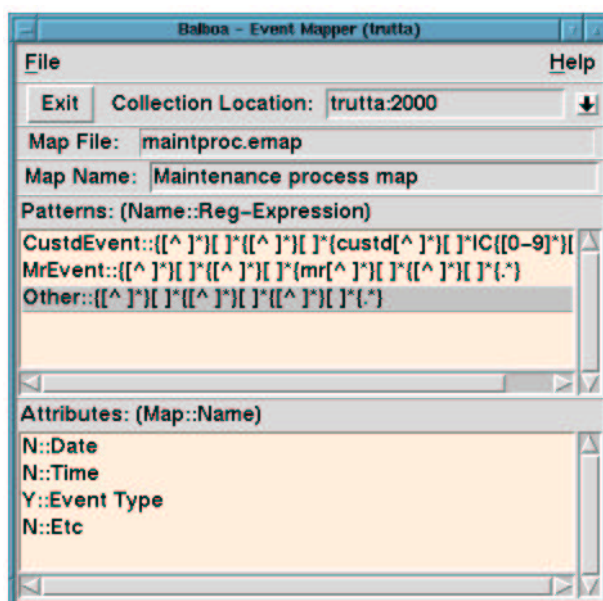 Balboa - Event Mapper (trutta)
File Help
Exit Collection Location: trutta:2000
Map File: maintproc.emap
Map Name: Maintenance process map
Patterns: (Name::Reg-Expression)
CustdEvent::{[^ ]*}[ ]*{[^ ]*}[ ]*{custd[^ ]*}[ ]*IC{[0-9]*}[
MrEvent::{[^ ]*}[ ]*{[^ ]*}[ ]*{mr[^ ]*}[ ]*{[^ ]*}[ ]*{.*}
Other::{[^ ]*}[ ]*{[^ ]*}[ ]*{[^ ]*}[ ]*{.*}
Attributes: (Map::Name)
N::Date
N::Time
Y::Event Type
N::Etc